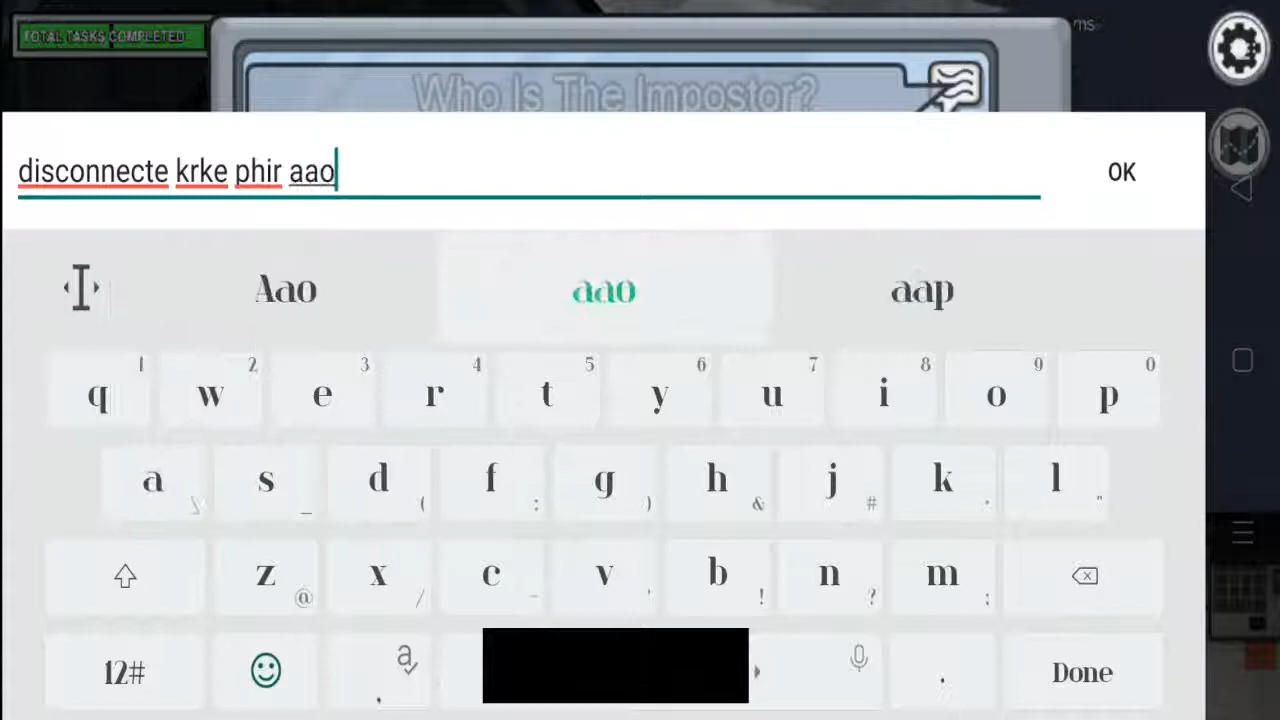 TOTAL TASKS COMPLETED
ms
Who Is The Impostor?
disconnecte krke phir aao
OK
Aao aao aap
1 2 3 4 5 6 7 8 9 0
q w e r t y u i o p
a s d f g h j k l
_ ( : ) & # "
z x c v b n m
@ / - ' ! ? ;
12# , a . Done